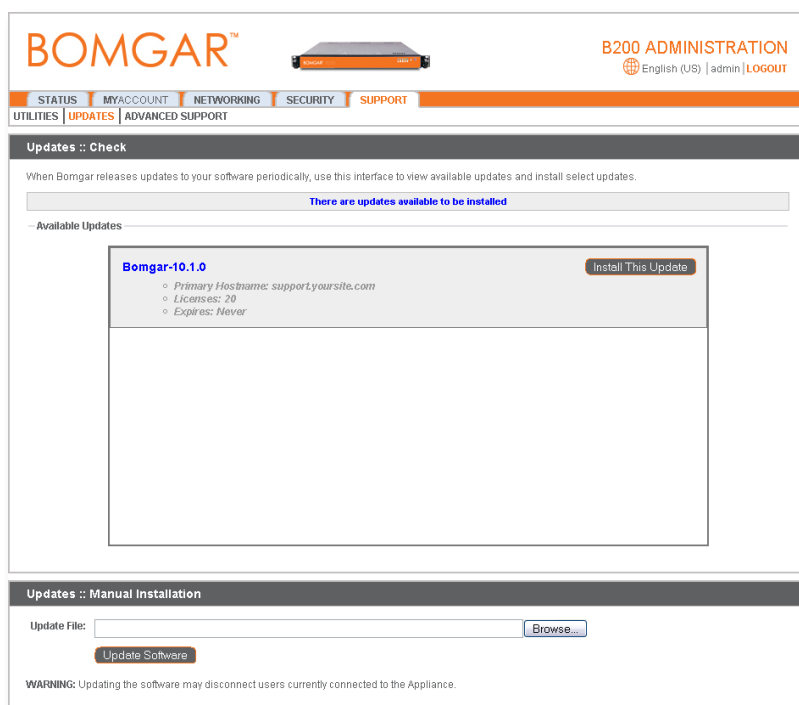 BOMGAR™
BOMGAR
B200 ADMINISTRATION
English (US) | admin | LOGOUT
STATUS MYACCOUNT NETWORKING SECURITY SUPPORT
UTILITIES | UPDATES | ADVANCED SUPPORT
Updates :: Check
When Bomgar releases updates to your software periodically, use this interface to view available updates and install select updates.
There are updates available to be installed
Available Updates
Bomgar-10.1.0
Install This Update
Primary Hostname: support.yoursite.com
Licenses: 20
Expires: Never
Updates :: Manual Installation
Update File:
Browse...
Update Software
WARNING: Updating the software may disconnect users currently connected to the Appliance.